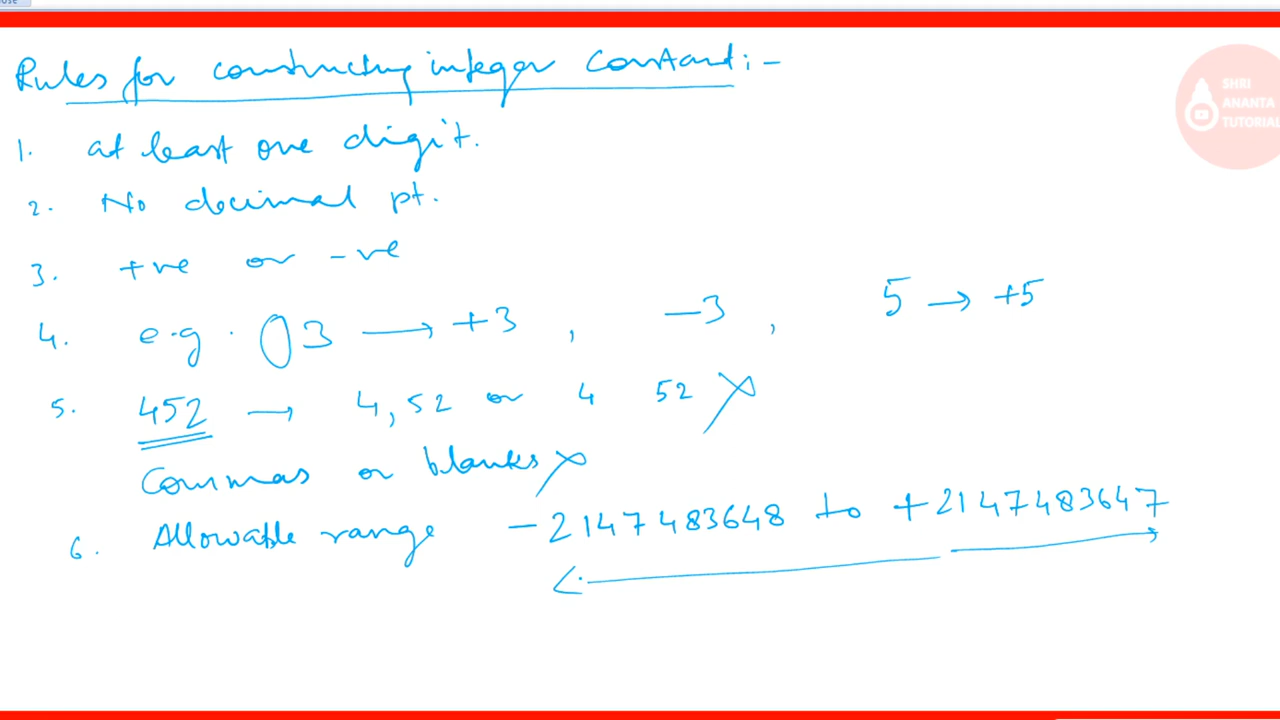 Rules for constructing integer constant:-
SHRI
ANANTA
TUTORIAL
1. at least one digit.
2. No decimal pt.
3. +ve or -ve
4. e.g. 3 → +3, -3, 5 → +5
5. 452 → 4,52 or 4 52 ×
Commas or blanks ×
6. Allowable range -2147483648 to +2147483647